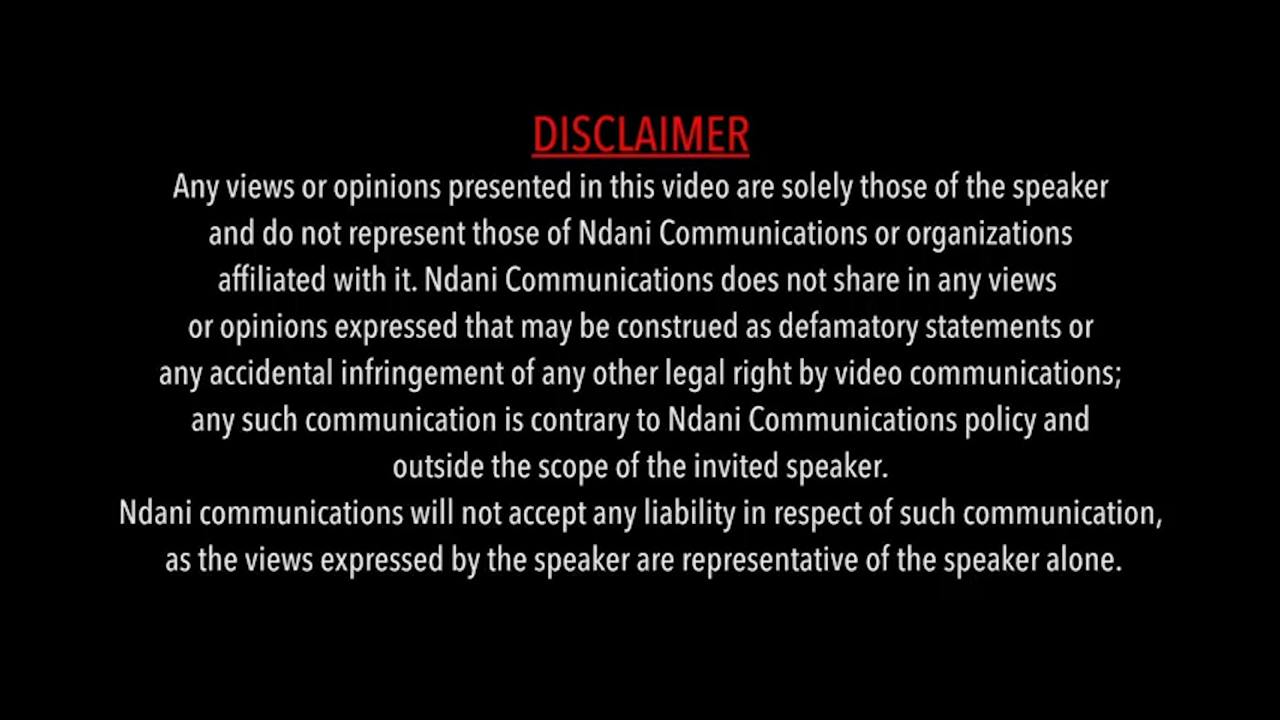 DISCLAIMER
Any views or opinions presented in this video are solely those of the speaker
and do not represent those of Ndani Communications or organizations
affiliated with it. Ndani Communications does not share in any views
or opinions expressed that may be construed as defamatory statements or
any accidental infringement of any other legal right by video communications;
any such communication is contrary to Ndani Communications policy and
outside the scope of the invited speaker.
Ndani communications will not accept any liability in respect of such communication,
as the views expressed by the speaker are representative of the speaker alone.